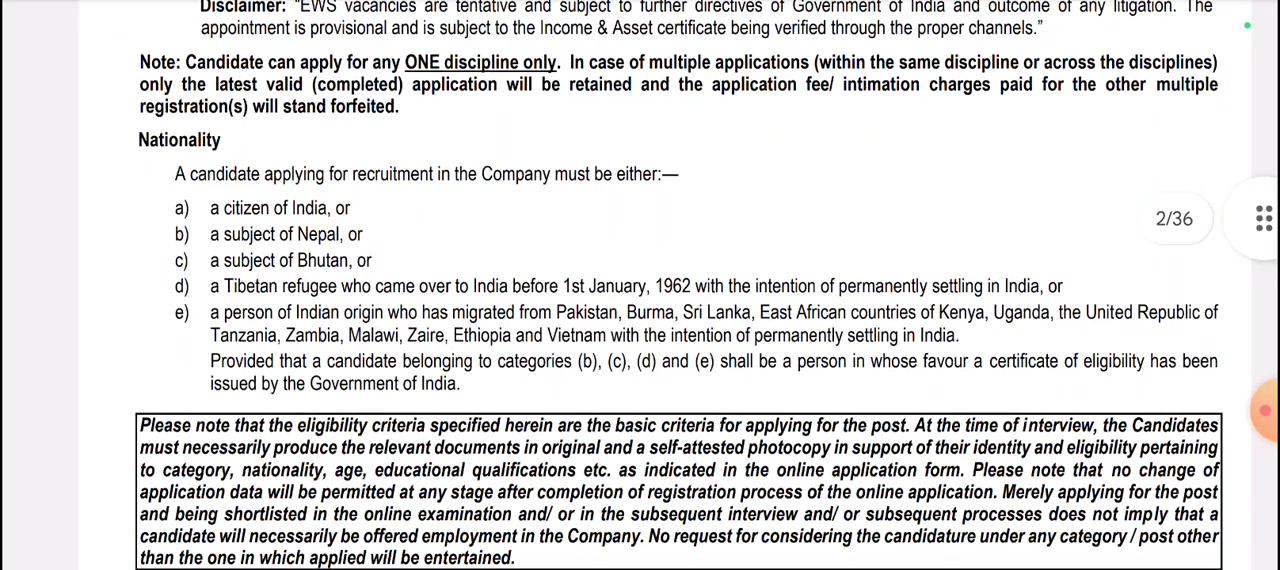 Disclaimer: “EWS vacancies are tentative and subject to further directives of Government of India and outcome of any litigation. The
appointment is provisional and is subject to the Income & Asset certificate being verified through the proper channels.”
Note: Candidate can apply for any ONE discipline only. In case of multiple applications (within the same discipline or across the disciplines)
only the latest valid (completed) application will be retained and the application fee/ intimation charges paid for the other multiple
registration(s) will stand forfeited.
Nationality
A candidate applying for recruitment in the Company must be either:—
a) a citizen of India, or
b) a subject of Nepal, or
2/36
c) a subject of Bhutan, or
d) a Tibetan refugee who came over to India before 1st January, 1962 with the intention of permanently settling in India, or
e) a person of Indian origin who has migrated from Pakistan, Burma, Sri Lanka, East African countries of Kenya, Uganda, the United Republic of
Tanzania, Zambia, Malawi, Zaire, Ethiopia and Vietnam with the intention of permanently settling in India.
Provided that a candidate belonging to categories (b), (c), (d) and (e) shall be a person in whose favour a certificate of eligibility has been
issued by the Government of India.
Please note that the eligibility criteria specified herein are the basic criteria for applying for the post. At the time of interview, the Candidates
must necessarily produce the relevant documents in original and a self-attested photocopy in support of their identity and eligibility pertaining
to category, nationality, age, educational qualifications etc. as indicated in the online application form. Please note that no change of
application data will be permitted at any stage after completion of registration process of the online application. Merely applying for the post
and being shortlisted in the online examination and/ or in the subsequent interview and/ or subsequent processes does not imply that a
candidate will necessarily be offered employment in the Company. No request for considering the candidature under any category / post other
than the one in which applied will be entertained.